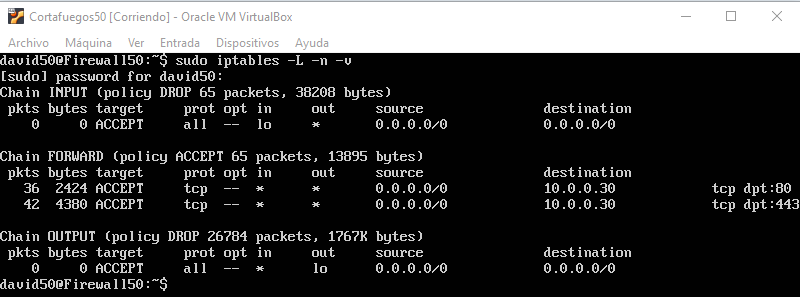 Cortafuegos50 [Corriendo] - Oracle VM VirtualBox
Archivo Máquina Ver Entrada Dispositivos Ayuda
david50@Firewall50:~$ sudo iptables -L -n -v
[sudo] password for david50:
Chain INPUT (policy DROP 65 packets, 38208 bytes)
pkts bytes target prot opt in out source destination
0 0 ACCEPT all -- lo * 0.0.0.0/0 0.0.0.0/0
Chain FORWARD (policy ACCEPT 65 packets, 13895 bytes)
pkts bytes target prot opt in out source destination
36 2424 ACCEPT tcp -- * * 0.0.0.0/0 10.0.0.30 tcp dpt:80
42 4380 ACCEPT tcp -- * * 0.0.0.0/0 10.0.0.30 tcp dpt:443
Chain OUTPUT (policy DROP 26784 packets, 1767K bytes)
pkts bytes target prot opt in out source destination
0 0 ACCEPT all -- * lo 0.0.0.0/0 0.0.0.0/0
david50@Firewall50:~$